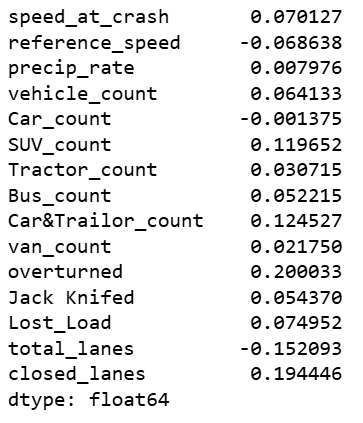 speed_at_crash 0.070127
reference_speed -0.068638
precip_rate 0.007976
vehicle_count 0.064133
Car_count -0.001375
SUV_count 0.119652
Tractor_count 0.030715
Bus_count 0.052215
Car&Trailor_count 0.124527
van_count 0.021750
overturned 0.200033
Jack Knifed 0.054370
Lost_Load 0.074952
total_lanes -0.152093
closed_lanes 0.194446
dtype: float64